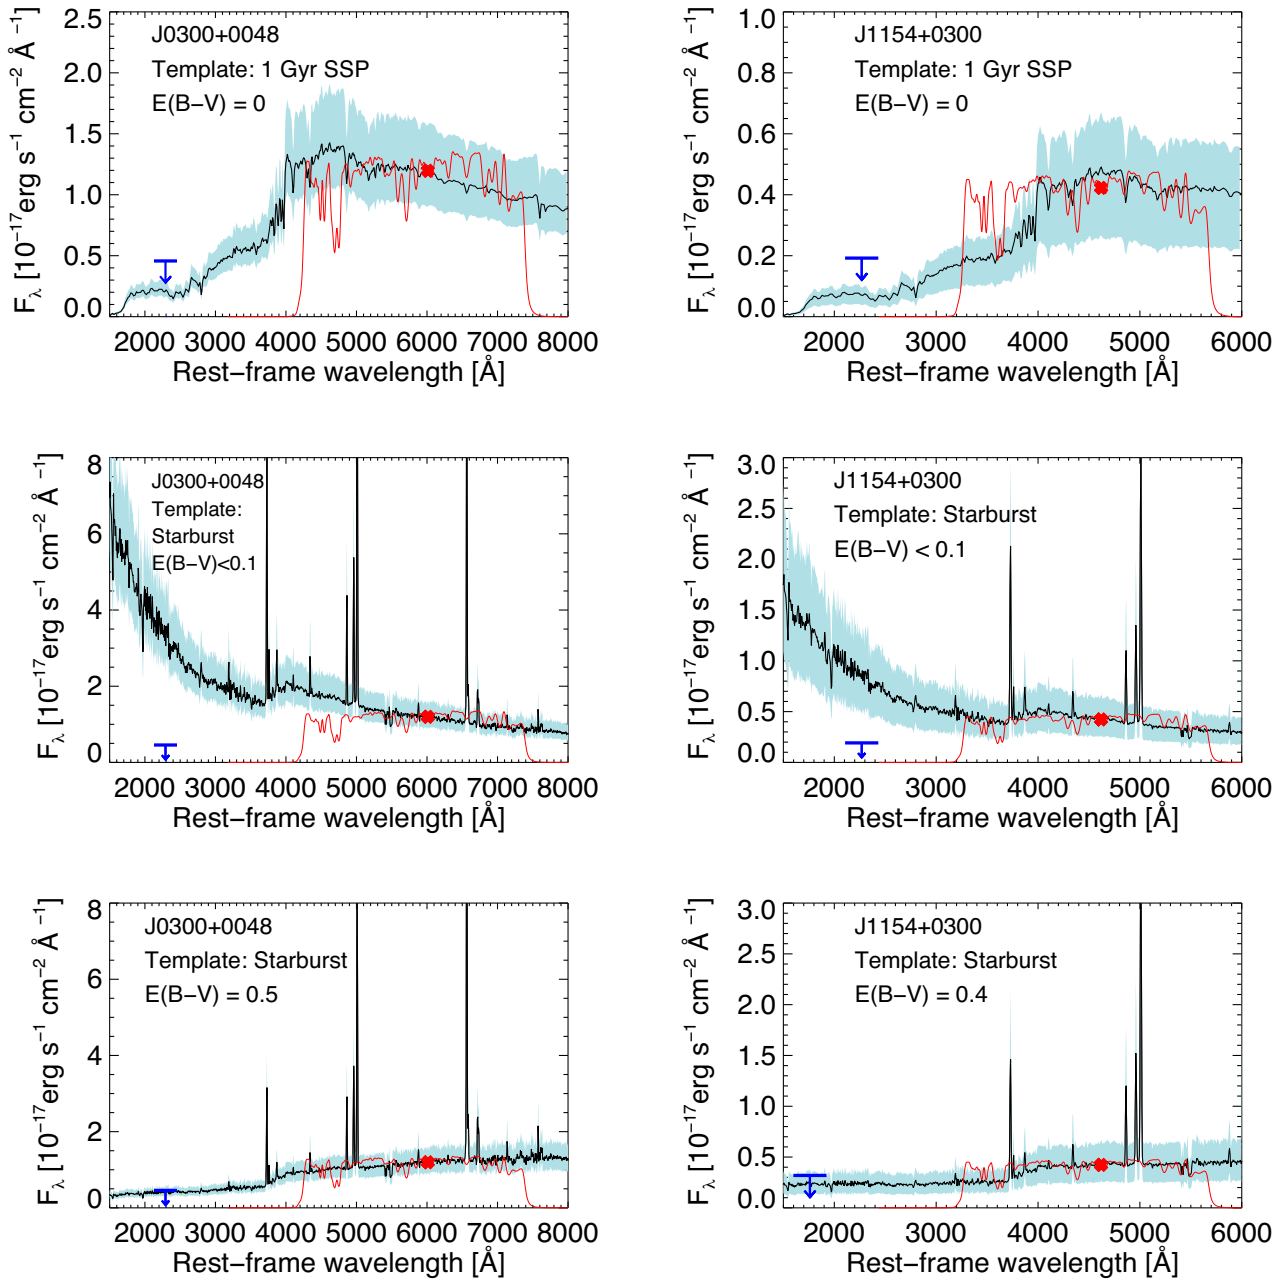 J0300+0048
Template: 1 Gyr SSP
E(B−V) = 0
F_λ [10^−17 erg s^−1 cm^−2 Å^−1]
2.5
2.0
1.5
1.0
0.5
0.0
2000 3000 4000 5000 6000 7000 8000
Rest−frame wavelength [Å]
J1154+0300
Template: 1 Gyr SSP
E(B−V) = 0
F_λ [10^−17 erg s^−1 cm^−2 Å^−1]
1.0
0.8
0.6
0.4
0.2
0.0
2000 3000 4000 5000 6000
Rest−frame wavelength [Å]
J0300+0048
Template:
Starburst
E(B−V)<0.1
F_λ [10^−17 erg s^−1 cm^−2 Å^−1]
8
6
4
2
0
2000 3000 4000 5000 6000 7000 8000
Rest−frame wavelength [Å]
J1154+0300
Template: Starburst
E(B−V) < 0.1
F_λ [10^−17 erg s^−1 cm^−2 Å^−1]
3.0
2.5
2.0
1.5
1.0
0.5
0.0
2000 3000 4000 5000 6000
Rest−frame wavelength [Å]
J0300+0048
Template: Starburst
E(B−V) = 0.5
F_λ [10^−17 erg s^−1 cm^−2 Å^−1]
8
6
4
2
0
2000 3000 4000 5000 6000 7000 8000
Rest−frame wavelength [Å]
J1154+0300
Template: Starburst
E(B−V) = 0.4
F_λ [10^−17 erg s^−1 cm^−2 Å^−1]
3.0
2.5
2.0
1.5
1.0
0.5
0.0
2000 3000 4000 5000 6000
Rest−frame wavelength [Å]